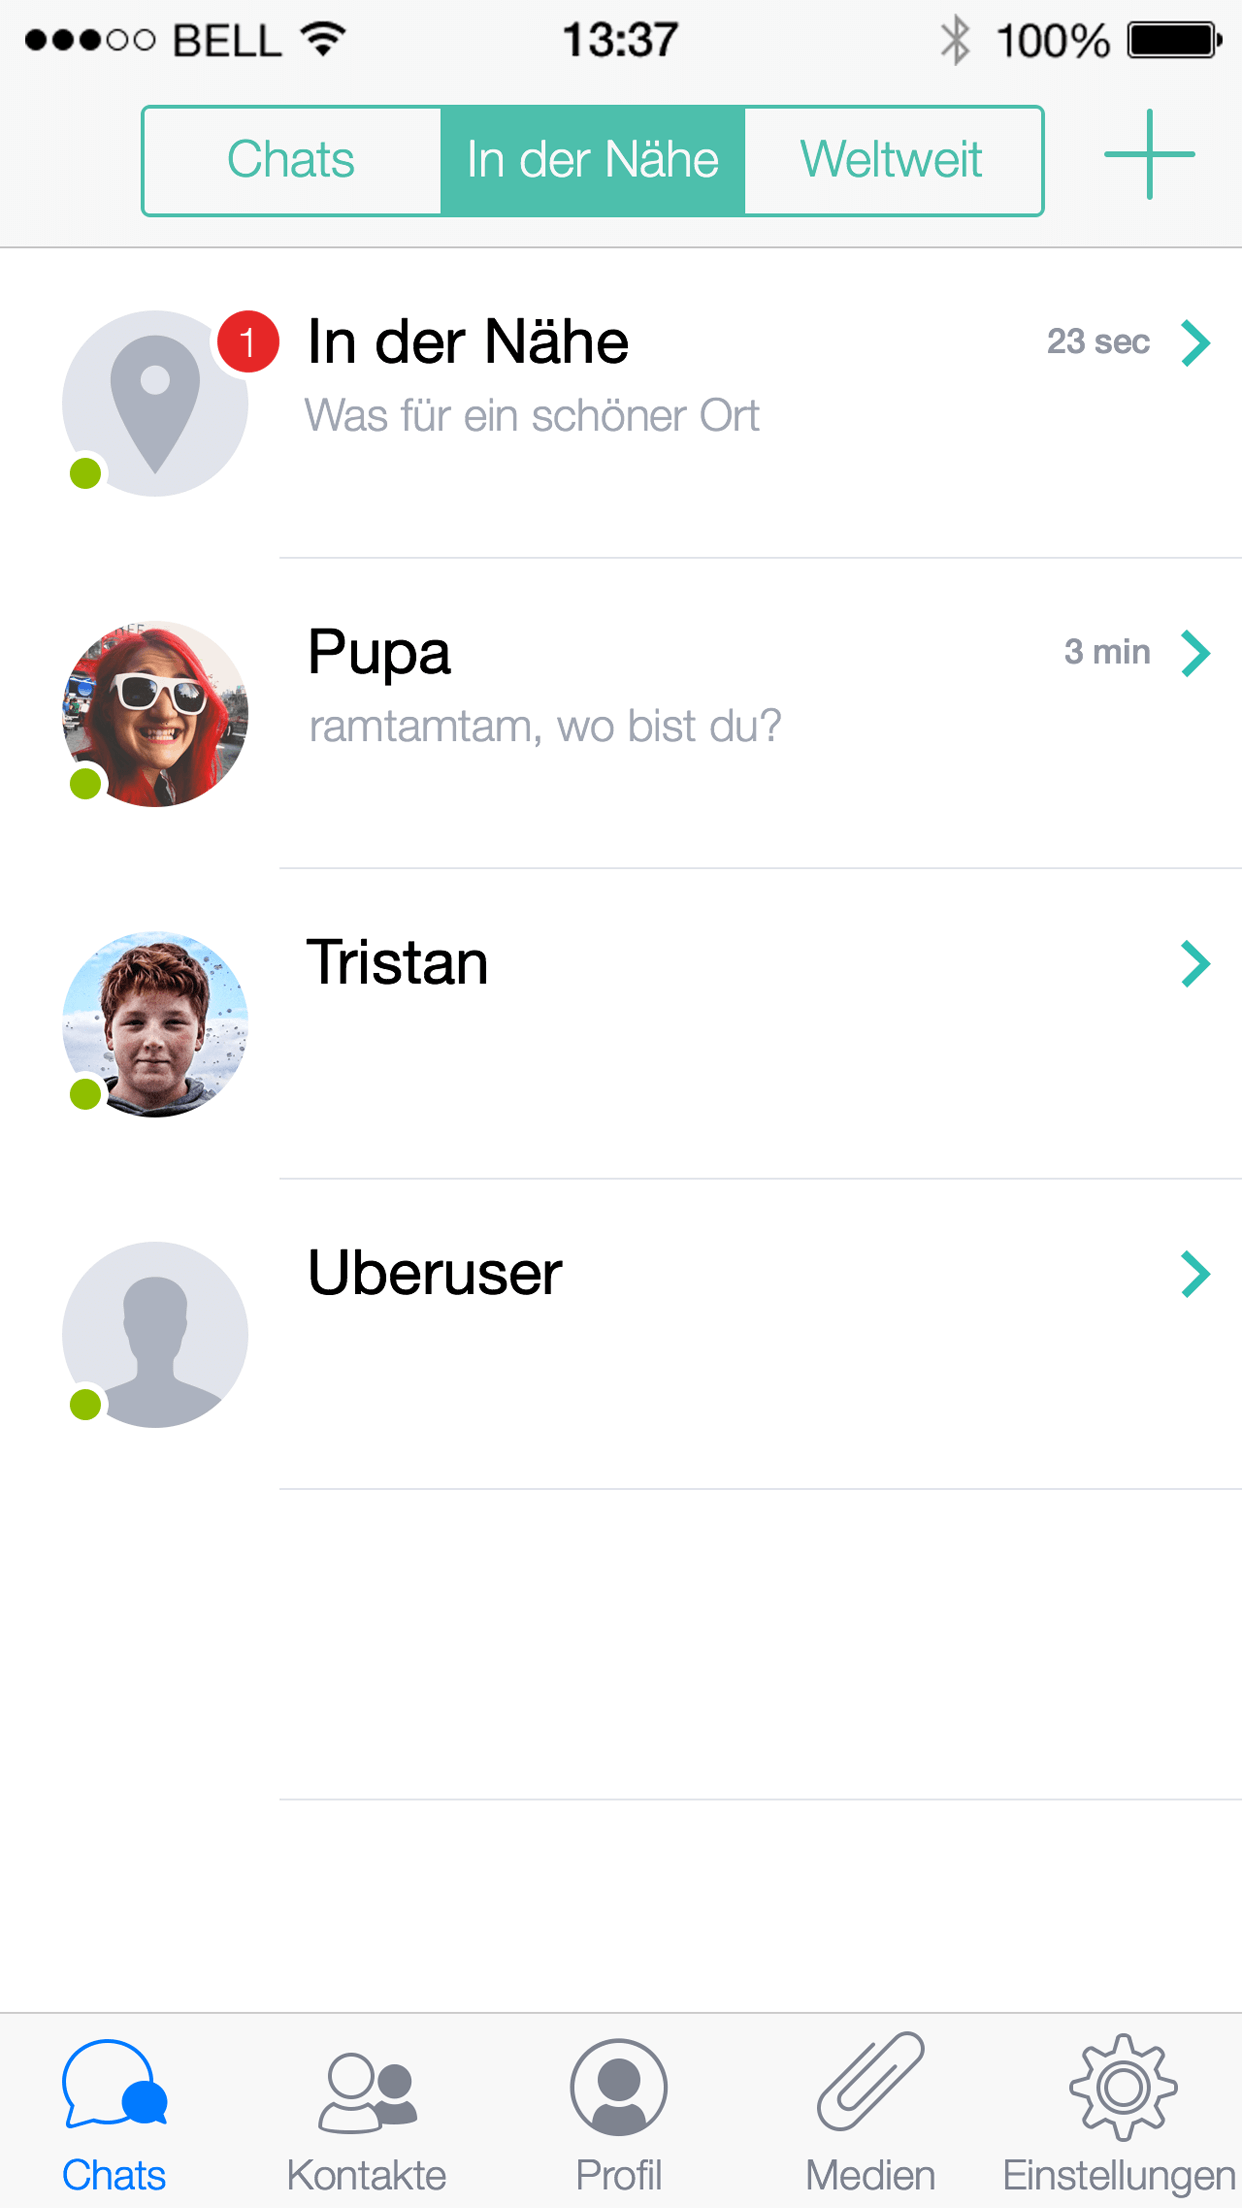 BELL 13:37 100%
Chats In der Nähe Weltweit
1 In der Nähe 23 sec
Was für ein schöner Ort
Pupa 3 min
ramtamtam, wo bist du?
Tristan
Uberuser
Chats Kontakte Profil Medien Einstellungen